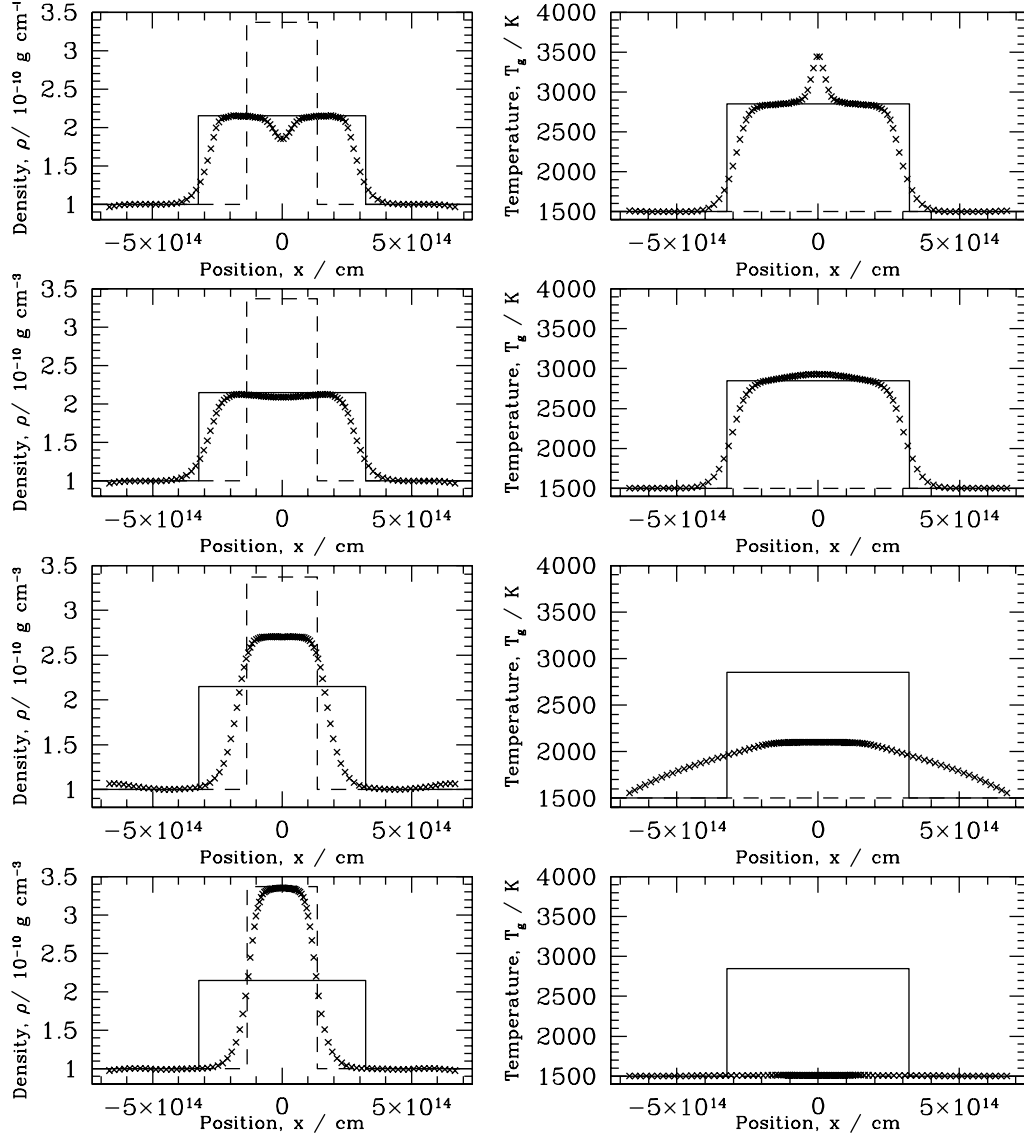 Density, ρ/ 10⁻¹⁰ g cm⁻
3.5
3
2.5
2
1.5
1
−5×10¹⁴ 0 5×10¹⁴
Position, x / cm
Temperature, T_g / K
4000
3500
3000
2500
2000
1500
−5×10¹⁴ 0 5×10¹⁴
Position, x / cm
Density, ρ/ 10⁻¹⁰ g cm⁻³
3.5
3
2.5
2
1.5
1
−5×10¹⁴ 0 5×10¹⁴
Position, x / cm
Temperature, T_g / K
4000
3500
3000
2500
2000
1500
−5×10¹⁴ 0 5×10¹⁴
Position, x / cm
Density, ρ/ 10⁻¹⁰ g cm⁻³
3.5
3
2.5
2
1.5
1
−5×10¹⁴ 0 5×10¹⁴
Position, x / cm
Temperature, T_g / K
4000
3500
3000
2500
2000
1500
−5×10¹⁴ 0 5×10¹⁴
Position, x / cm
Density, ρ/ 10⁻¹⁰ g cm⁻³
3.5
3
2.5
2
1.5
1
−5×10¹⁴ 0 5×10¹⁴
Position, x / cm
Temperature, T_g / K
4000
3500
3000
2500
2000
1500
−5×10¹⁴ 0 5×10¹⁴
Position, x / cm